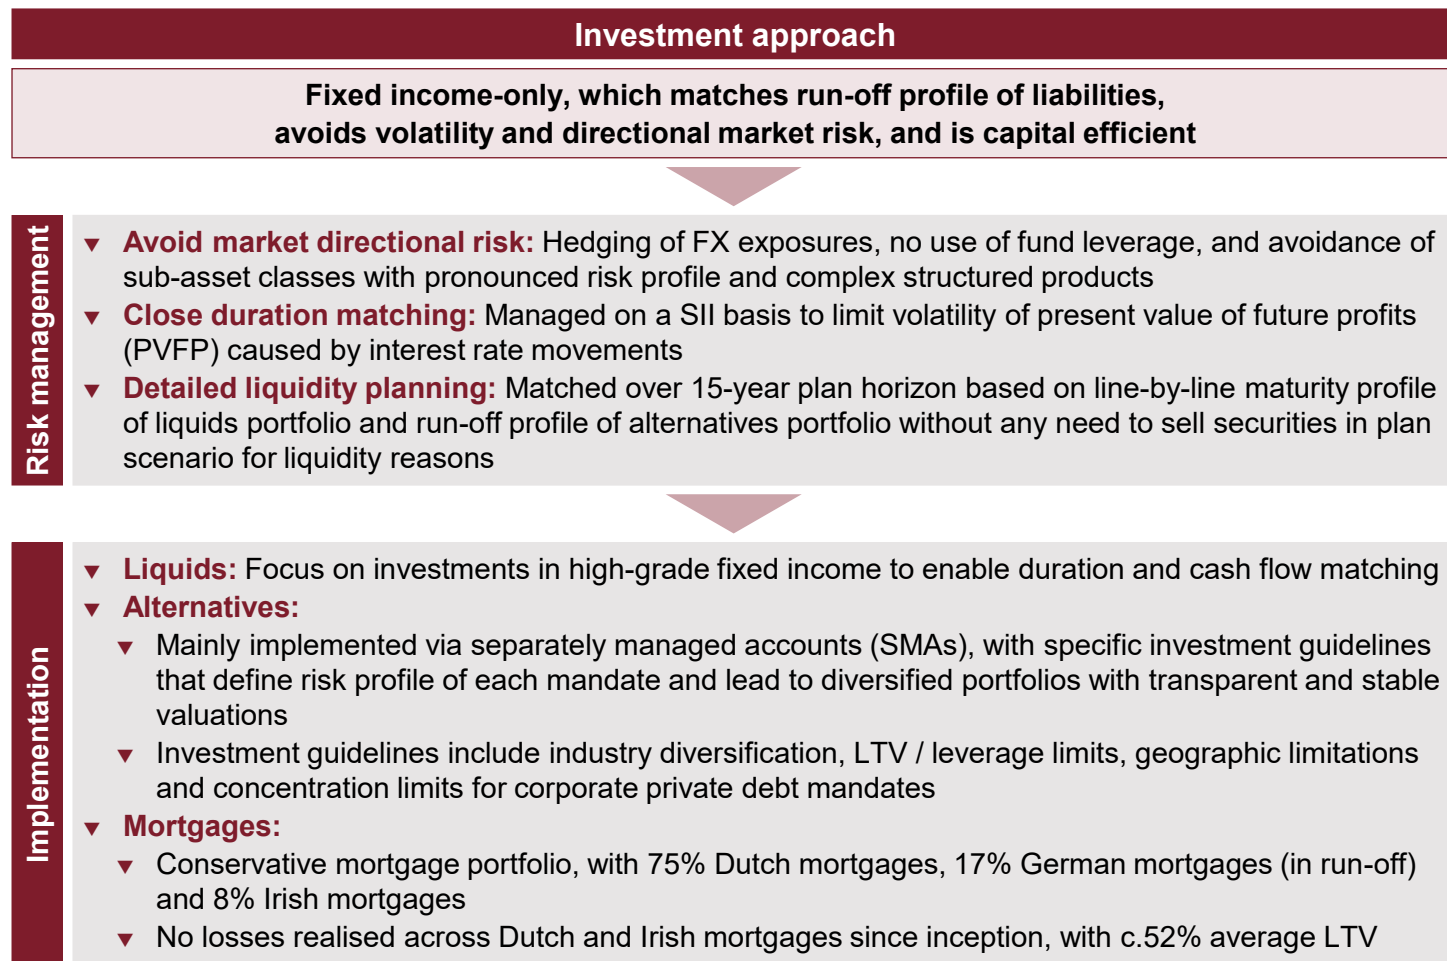 Investment approach
Fixed income-only, which matches run-off profile of liabilities,
avoids volatility and directional market risk, and is capital efficient
Risk management
▼ Avoid market directional risk: Hedging of FX exposures, no use of fund leverage, and avoidance of
sub-asset classes with pronounced risk profile and complex structured products
▼ Close duration matching: Managed on a SII basis to limit volatility of present value of future profits
(PVFP) caused by interest rate movements
▼ Detailed liquidity planning: Matched over 15-year plan horizon based on line-by-line maturity profile
of liquids portfolio and run-off profile of alternatives portfolio without any need to sell securities in plan
scenario for liquidity reasons
Implementation
▼ Liquids: Focus on investments in high-grade fixed income to enable duration and cash flow matching
▼ Alternatives:
▼ Mainly implemented via separately managed accounts (SMAs), with specific investment guidelines
that define risk profile of each mandate and lead to diversified portfolios with transparent and stable
valuations
▼ Investment guidelines include industry diversification, LTV / leverage limits, geographic limitations
and concentration limits for corporate private debt mandates
▼ Mortgages:
▼ Conservative mortgage portfolio, with 75% Dutch mortgages, 17% German mortgages (in run-off)
and 8% Irish mortgages
▼ No losses realised across Dutch and Irish mortgages since inception, with c.52% average LTV